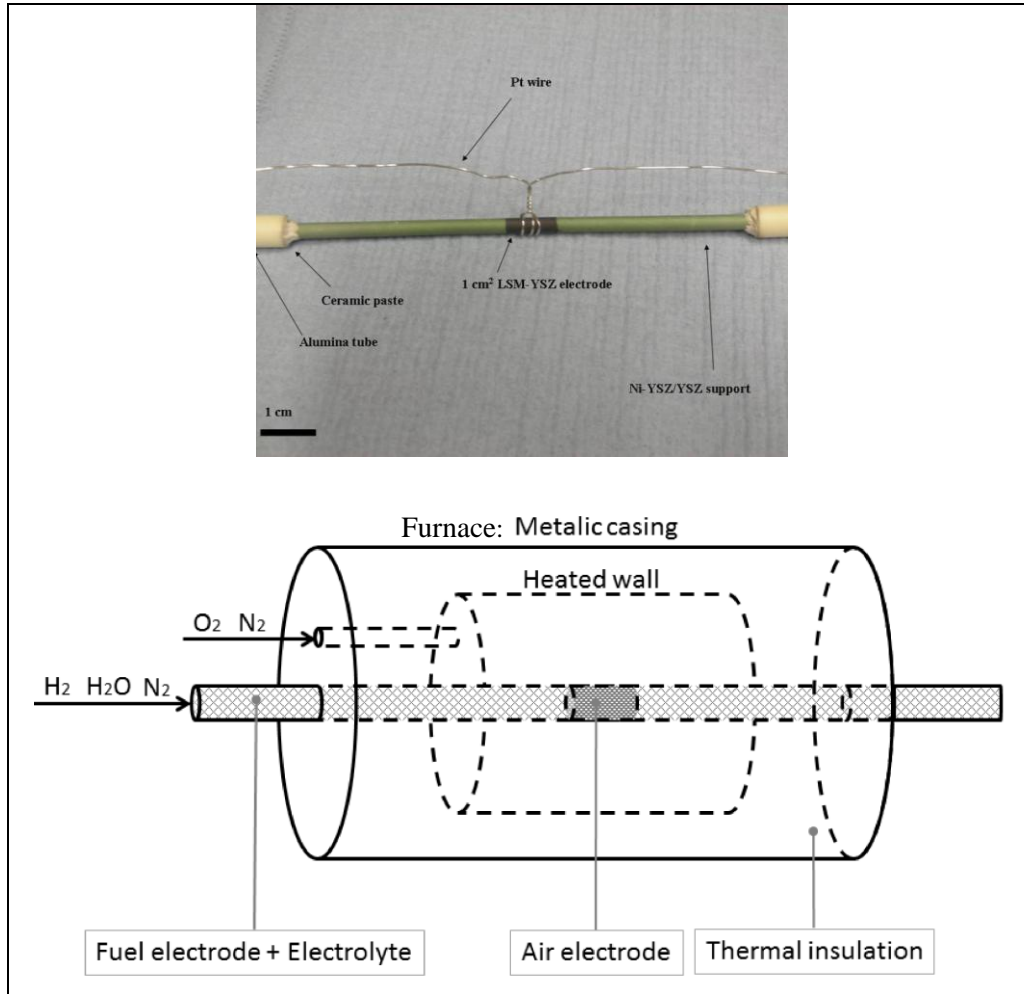 Pt wire
1 cm² LSM-YSZ electrode
Ceramic paste
Alumina tube
Ni-YSZ/YSZ support
1 cm
Furnace: Metalic casing
Heated wall
O₂ N₂
H₂ H₂O N₂
Fuel electrode + Electrolyte
Air electrode
Thermal insulation